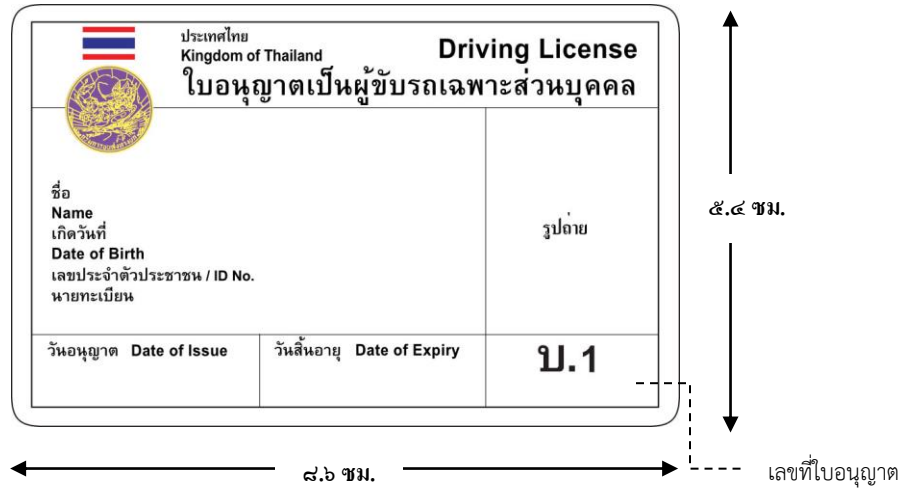 ประเทศไทย
Kingdom of Thailand
Driving License
ใบอนุญาตเป็นผู้ขับรถเฉพาะส่วนบุคคล
ชื่อ
Name
เกิดวันที่
Date of Birth
เลขประจำตัวประชาชน / ID No.
นายทะเบียน
รูปถ่าย
วันอนุญาต Date of Issue
วันสิ้นอายุ Date of Expiry
บ.1
๕.๔ ซม.
๘.๖ ซม.
เลขที่ใบอนุญาต